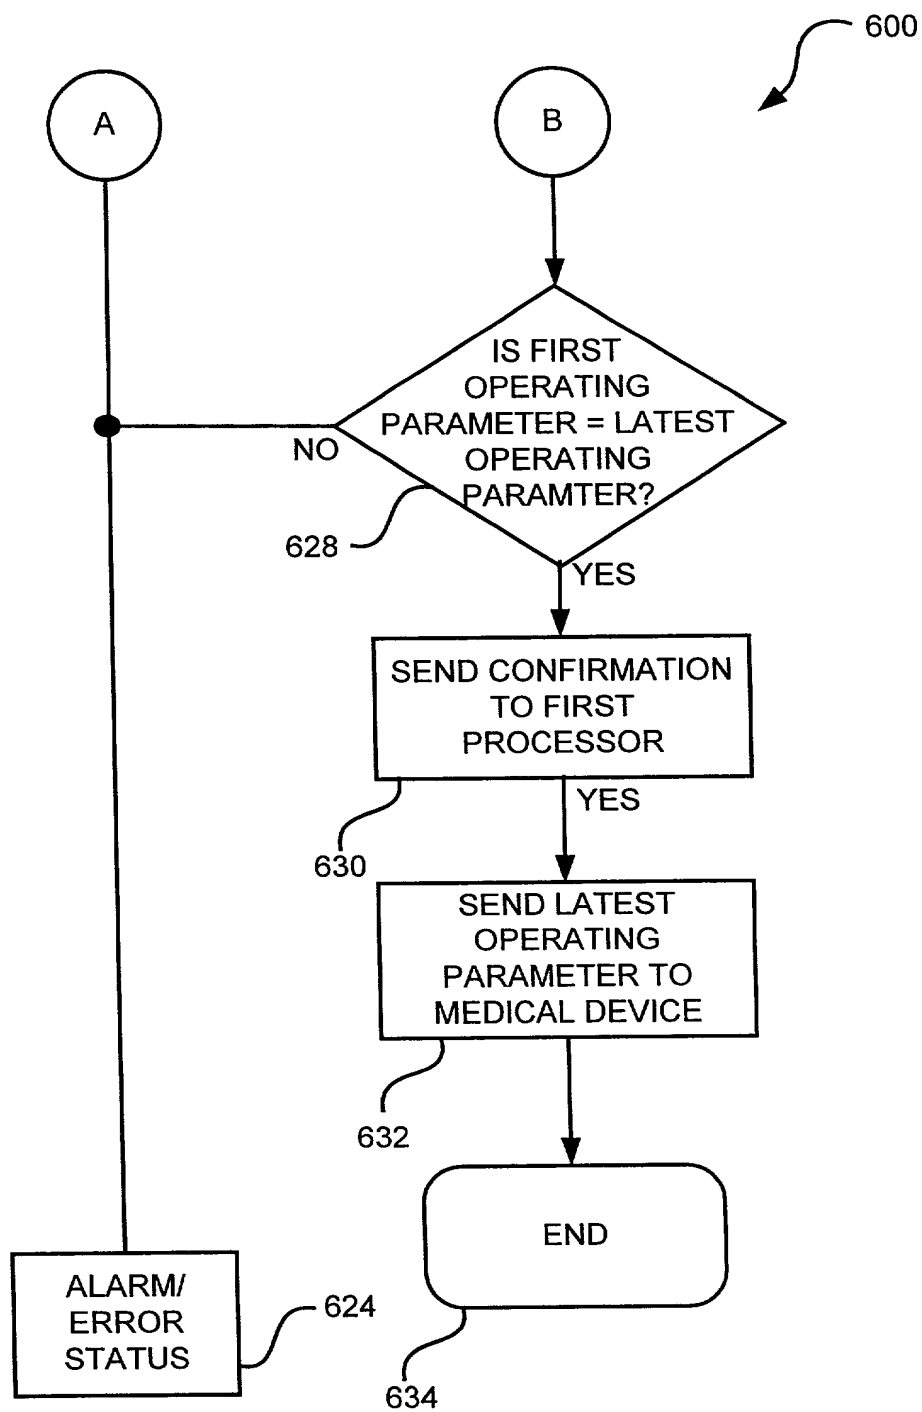 600
A
B
IS FIRST
OPERATING
PARAMETER = LATEST
OPERATING
PARAMTER?
NO
628
YES
SEND CONFIRMATION
TO FIRST
PROCESSOR
YES
630
SEND LATEST
OPERATING
PARAMETER TO
MEDICAL DEVICE
632
END
ALARM/
ERROR
STATUS
624
634